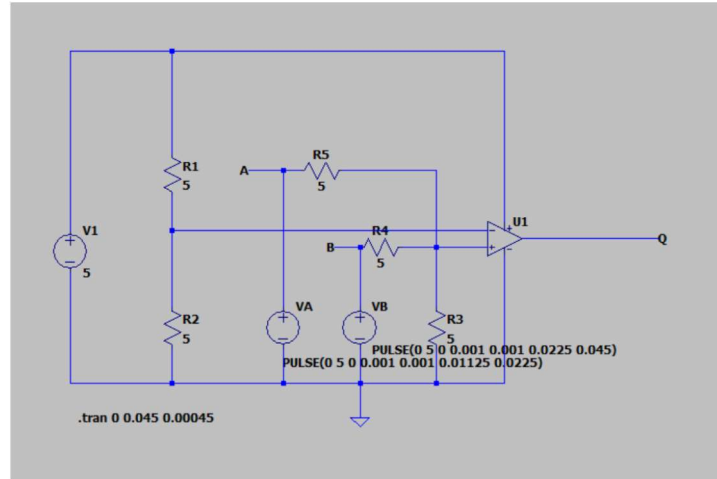 R1
5
A
R5
5
V1
5
B
R4
5
U1
Q
R2
5
VA
VB
R3
5
PULSE(0 5 0 0.001 0.001 0.0225 0.045)
PULSE(0 5 0 0.001 0.001 0.01125 0.0225)
.tran 0 0.045 0.00045